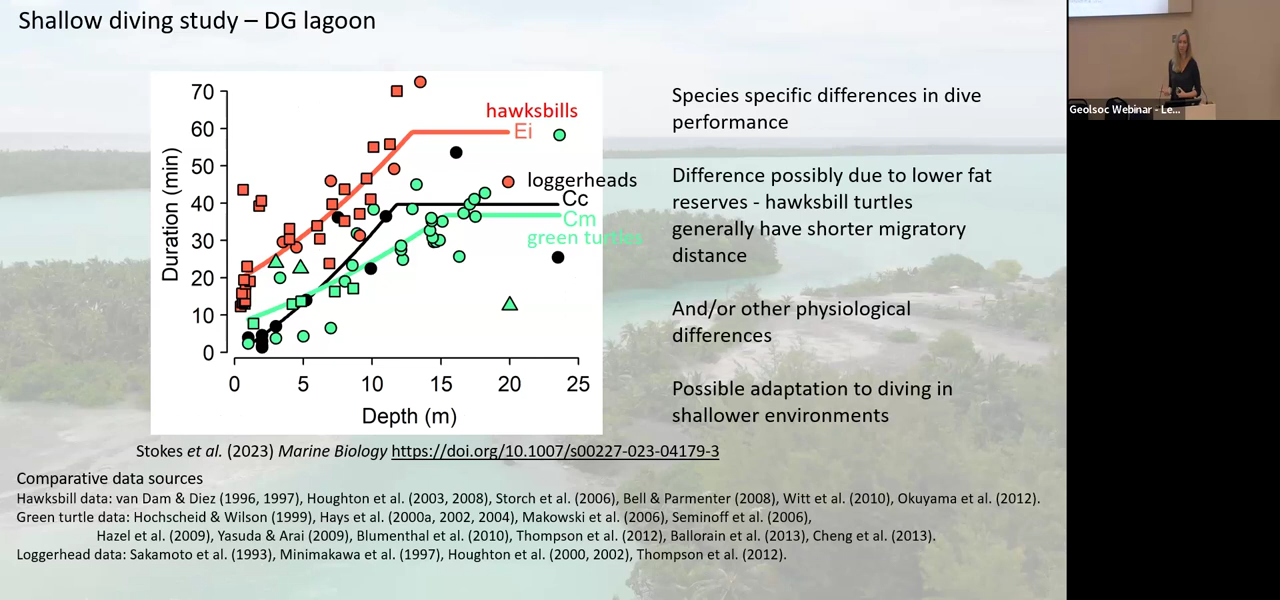 Shallow diving study – DG lagoon
Geolsoc Webinar - Le...
70
60
50
40
30
20
10
0
Duration (min)
0 5 10 15 20 25
Depth (m)
hawksbills
Ei
loggerheads
Cc
Cm
green turtles
Species specific differences in dive
performance
Difference possibly due to lower fat
reserves - hawksbill turtles
generally have shorter migratory
distance
And/or other physiological
differences
Possible adaptation to diving in
shallower environments
Stokes et al. (2023) Marine Biology https://doi.org/10.1007/s00227-023-04179-3
Comparative data sources
Hawksbill data: van Dam & Diez (1996, 1997), Houghton et al. (2003, 2008), Storch et al. (2006), Bell & Parmenter (2008), Witt et al. (2010), Okuyama et al. (2012).
Green turtle data: Hochscheid & Wilson (1999), Hays et al. (2000a, 2002, 2004), Makowski et al. (2006), Seminoff et al. (2006),
Hazel et al. (2009), Yasuda & Arai (2009), Blumenthal et al. (2010), Thompson et al. (2012), Ballorain et al. (2013), Cheng et al. (2013).
Loggerhead data: Sakamoto et al. (1993), Minimakawa et al. (1997), Houghton et al. (2000, 2002), Thompson et al. (2012).